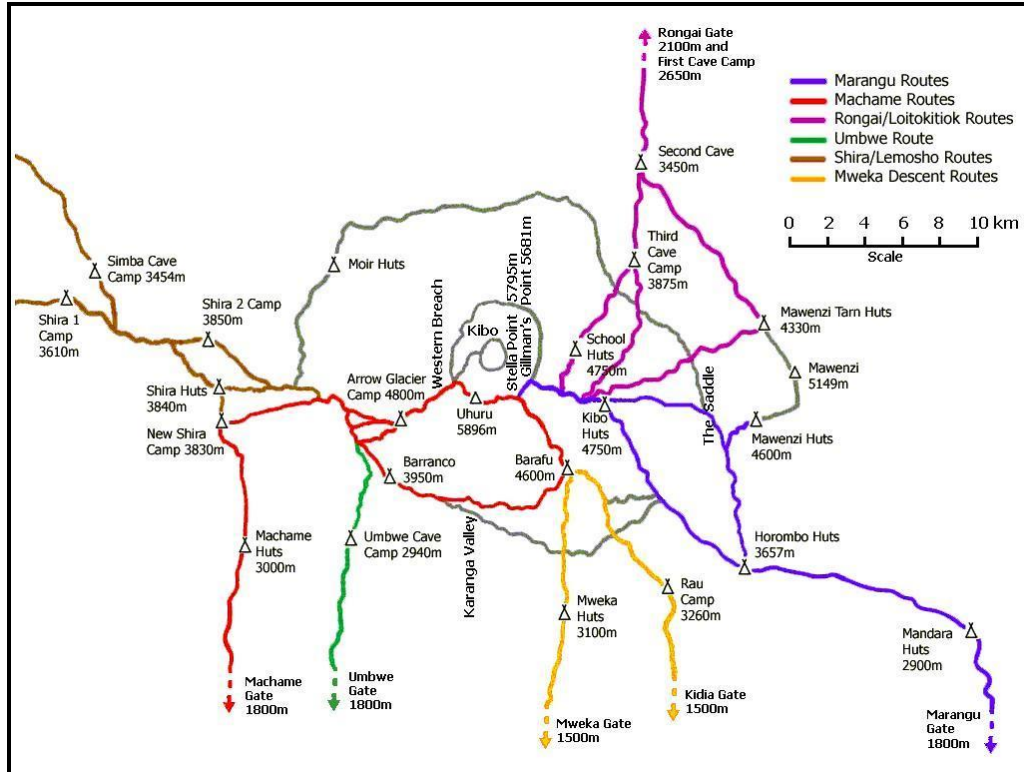 Rongai Gate
2100m and
First Cave Camp
2650m
Marangu Routes
Machame Routes
Rongai/Loitokitiok Routes
Umbwe Route
Shira/Lemosho Routes
Mweka Descent Routes
0 2 4 6 8 10 km
Scale
Second Cave
3450m
Simba Cave
Camp 3454m
Moir Huts
Third
Cave
Camp
3875m
Shira 1
Camp
3610m
Shira 2 Camp
3850m
Western Breach
Kibo
Stella Point 5795m
Gillman's Point 5681m
School
Huts
4750m
Mawenzi Tarn Huts
4330m
Mawenzi
5149m
Shira Huts
3840m
Arrow Glacier
Camp 4800m
Uhuru
5896m
Kibo
Huts
4750m
The Saddle
Mawenzi Huts
4600m
New Shira
Camp 3830m
Barranco
3950m
Barafu
4600m
Machame
Huts
3000m
Umbwe Cave
Camp 2940m
Karanga Valley
Horombo Huts
3657m
Mweka
Huts
3100m
Rau
Camp
3260m
Mandara
Huts
2900m
Machame
Gate
1800m
Umbwe
Gate
1800m
Mweka Gate
1500m
Kidia Gate
1500m
Marangu
Gate
1800m